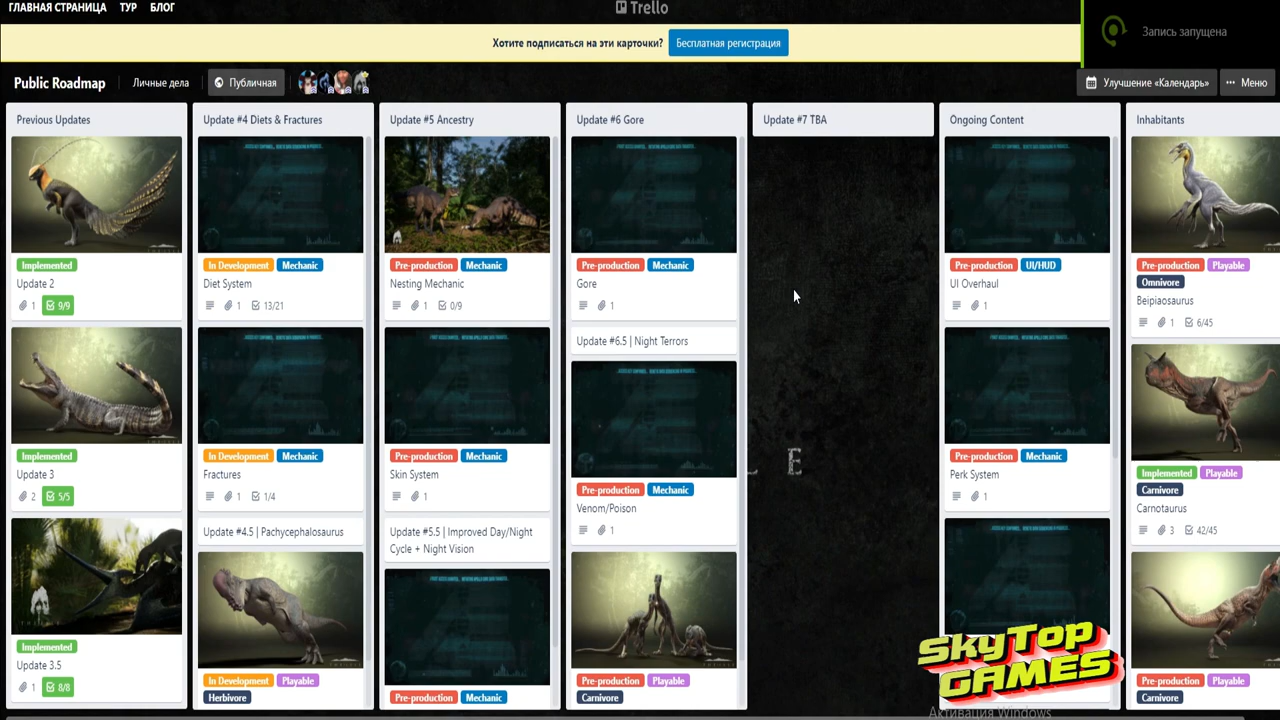 ГЛАВНАЯ СТРАНИЦА ТУР БЛОГ
Trello
Запись запущена
Хотите подписаться на эти карточки? Бесплатная регистрация
Public Roadmap Личные дела Публичная
Улучшение «Календарь» ··· Меню
Previous Updates
Implemented
Update 2
1 9/9
Implemented
Update 3
2 5/5
Implemented
Update 3.5
1 8/8
Update #4 Diets & Fractures
In Development Mechanic
Diet System
1 13/21
In Development Mechanic
Fractures
1 1/4
Update #4.5 | Pachycephalosaurus
In Development Playable
Herbivore
Update #5 Ancestry
Pre-production Mechanic
Nesting Mechanic
1 0/9
Pre-production Mechanic
Skin System
1
Update #5.5 | Improved Day/Night
Cycle + Night Vision
Pre-production Mechanic
Update #6 Gore
Pre-production Mechanic
Gore
1
Update #6.5 | Night Terrors
Pre-production Mechanic
Venom/Poison
1
Pre-production Playable
Carnivore
Update #7 TBA
L E
Ongoing Content
Pre-production UI/HUD
UI Overhaul
1
Pre-production Mechanic
Perk System
1
Inhabitants
Pre-production Playable
Omnivore
Beipiaosaurus
1 6/45
Implemented Playable
Carnivore
Carnotaurus
3 42/45
Pre-production Playable
Carnivore
SKYTOP
GAMES
Активация Windows